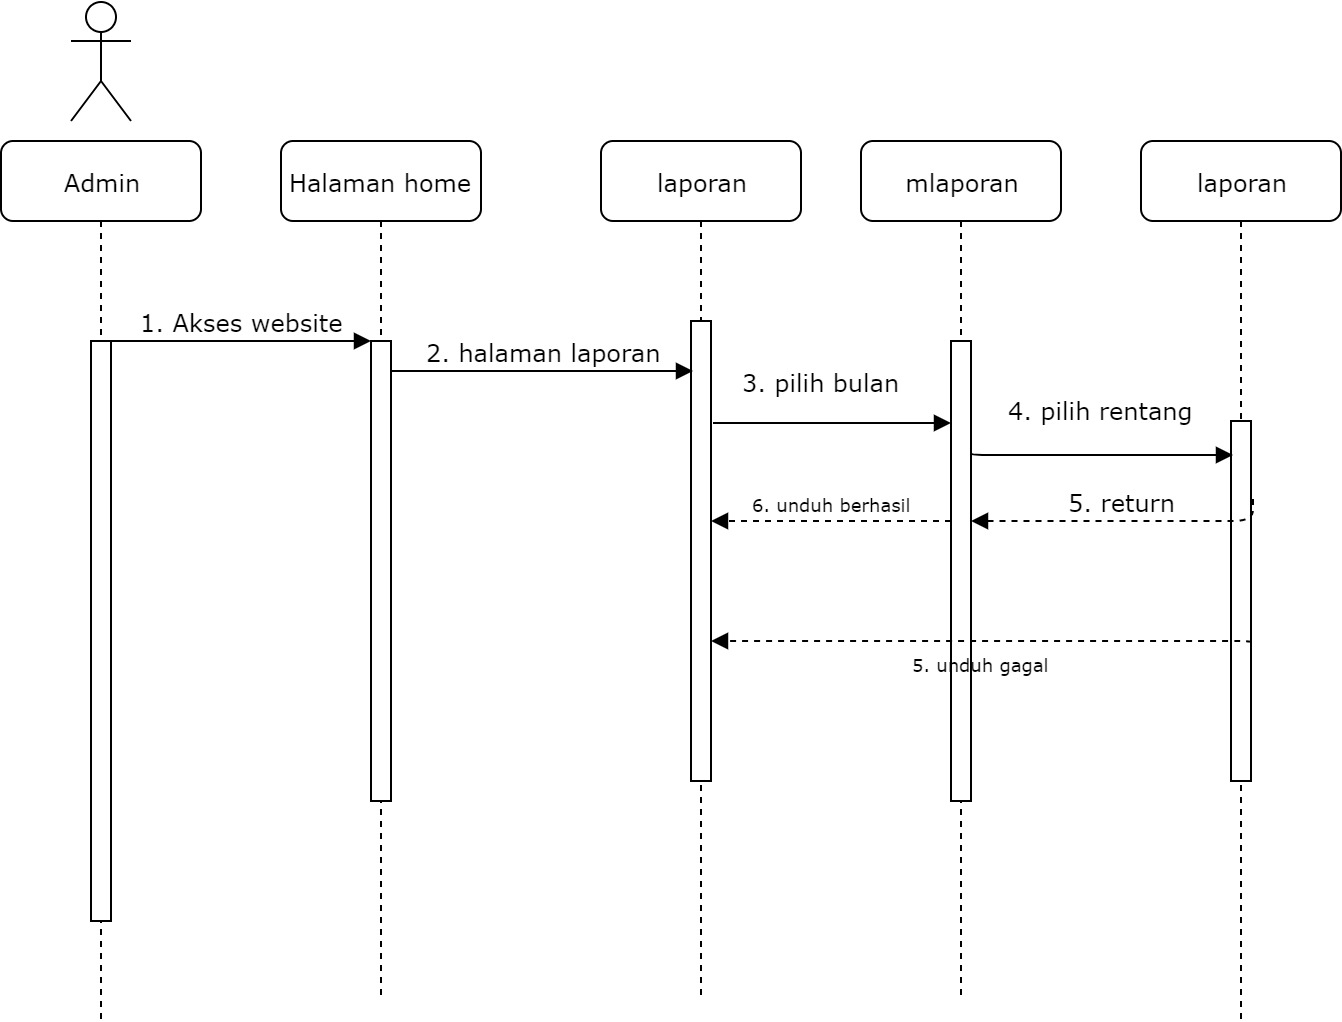 Admin
Halaman home
laporan
mlaporan
laporan
1. Akses website
2. halaman laporan
3. pilih bulan
4. pilih rentang
5. return
6. unduh berhasil
5. unduh gagal